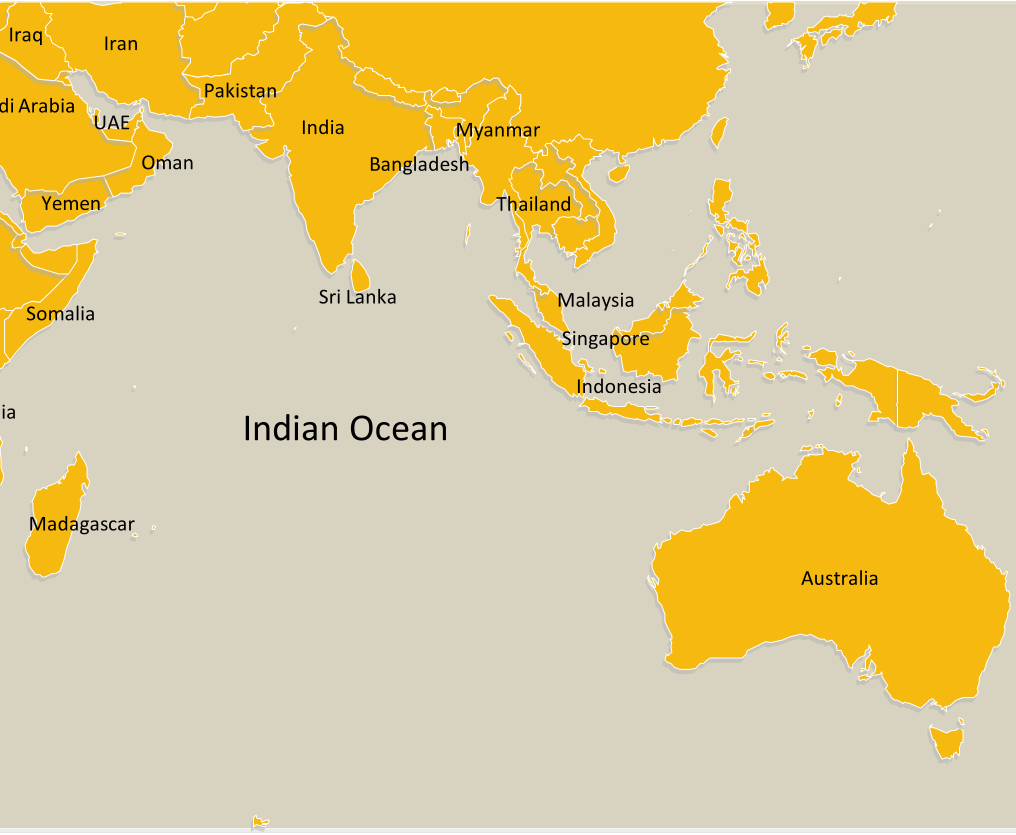 Iraq
Iran
Pakistan
di Arabia
UAE
India
Myanmar
Oman
Bangladesh
Yemen
Thailand
Sri Lanka
Malaysia
Somalia
Singapore
Indonesia
ia
Indian Ocean
Madagascar
Australia